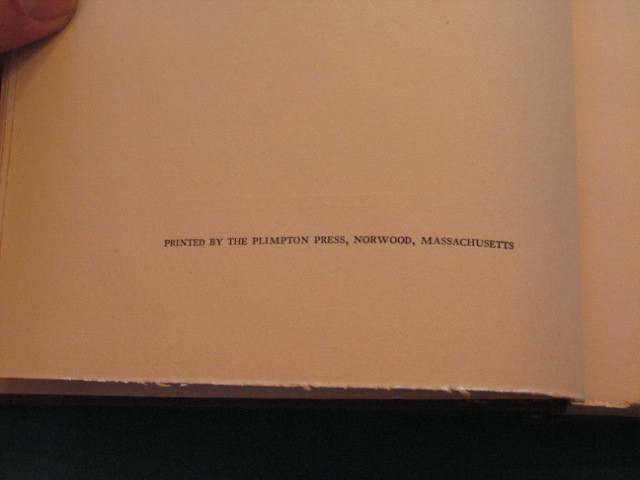 PRINTED BY THE PLIMPTON PRESS, NORWOOD, MASSACHUSETTS